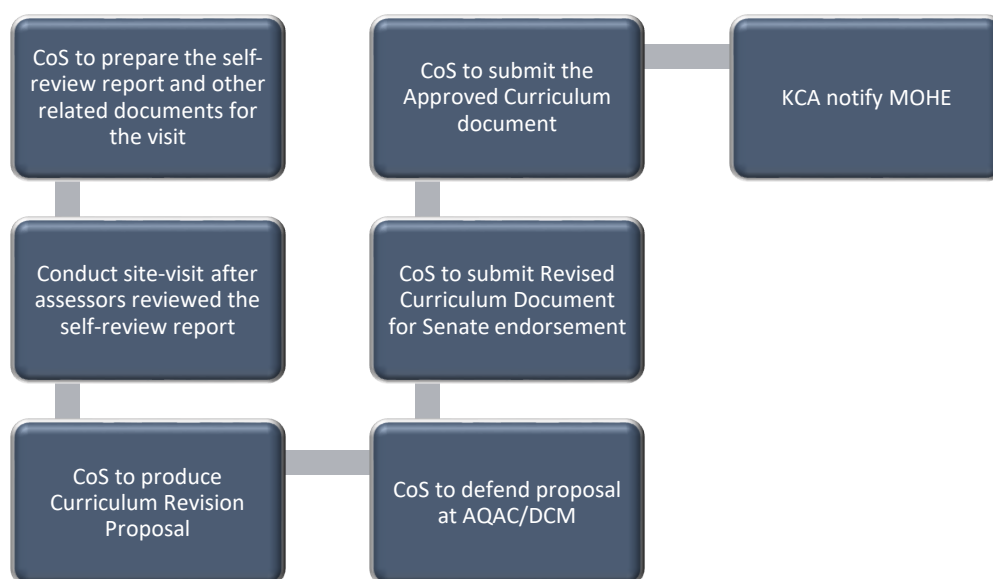 CoS to prepare the self-
review report and other
related documents for
the visit
Conduct site-visit after
assessors reviewed the
self-review report
CoS to produce
Curriculum Revision
Proposal
CoS to defend proposal
at AQAC/DCM
CoS to submit Revised
Curriculum Document
for Senate endorsement
CoS to submit the
Approved Curriculum
document
KCA notify MOHE